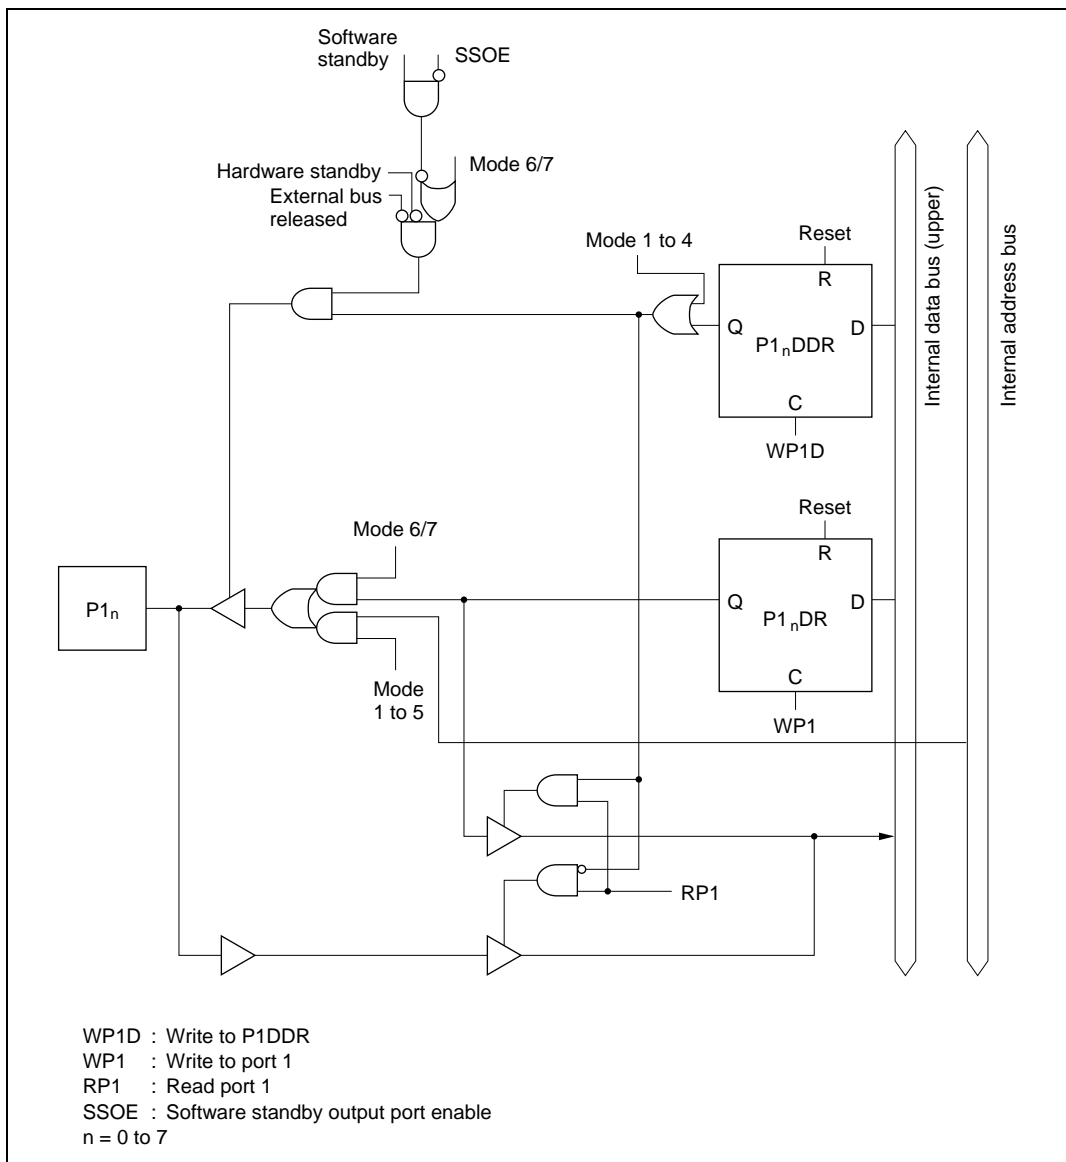 Software
standby
SSOE
Mode 6/7
Hardware standby
External bus
released
Mode 1 to 4
Reset
R
Q
D
P1nDDR
C
WP1D
Internal data bus (upper)
Internal address bus
Reset
R
Mode 6/7
P1n
Q
D
P1nDR
C
Mode
1 to 5
WP1
RP1
WP1D : Write to P1DDR
WP1 : Write to port 1
RP1 : Read port 1
SSOE : Software standby output port enable
n = 0 to 7